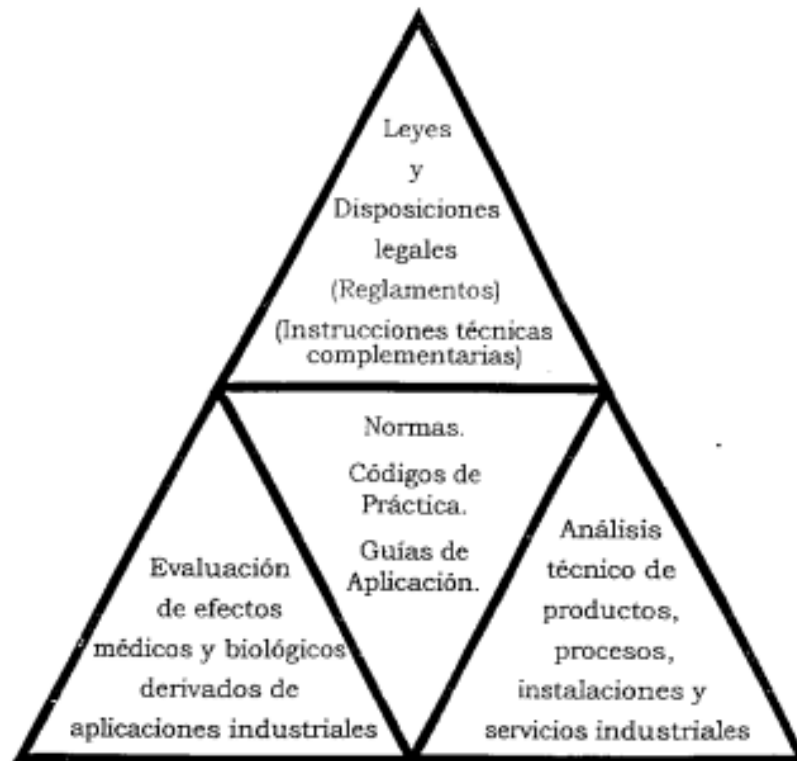 Leyes
y
Disposiciones
legales
(Reglamentos)
(Instrucciones técnicas
complementarias)
Normas.
Códigos de
Práctica.
Guías de
Aplicación.
Evaluación
de efectos
médicos y biológicos
derivados de
aplicaciones industriales
Análisis
técnico de
productos,
procesos,
instalaciones y
servicios industriales